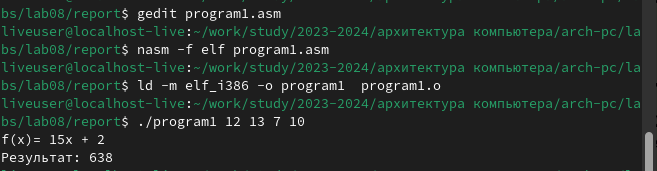 bs/lab08/report$ gedit program1.asm
liveuser@localhost-live:~/work/study/2023-2024/архитектура компьютера/arch-pc/la
bs/lab08/report$ nasm -f elf program1.asm
liveuser@localhost-live:~/work/study/2023-2024/архитектура компьютера/arch-pc/la
bs/lab08/report$ ld -m elf_i386 -o program1  program1.o
liveuser@localhost-live:~/work/study/2023-2024/архитектура компьютера/arch-pc/la
bs/lab08/report$ ./program1 12 13 7 10
f(x)= 15x + 2
Результат: 638